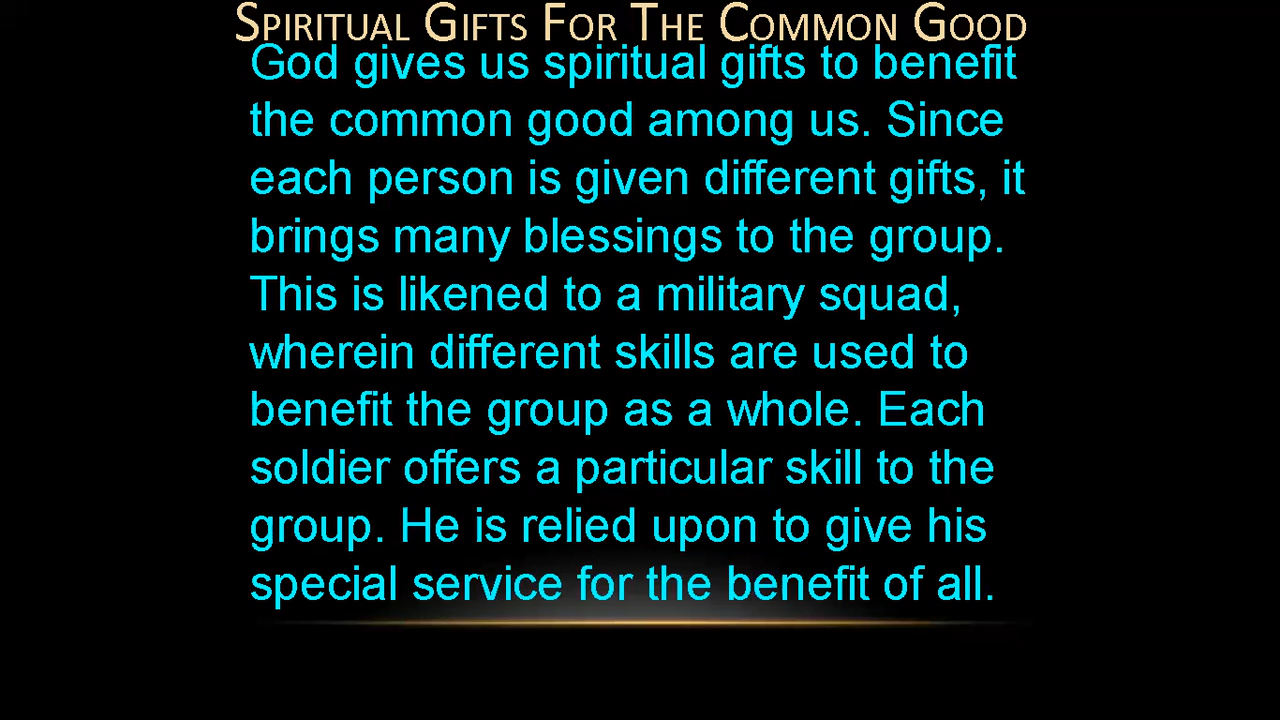 Spiritual Gifts For The Common Good
God gives us spiritual gifts to benefit
the common good among us. Since
each person is given different gifts, it
brings many blessings to the group.
This is likened to a military squad,
wherein different skills are used to
benefit the group as a whole. Each
soldier offers a particular skill to the
group. He is relied upon to give his
special service for the benefit of all.